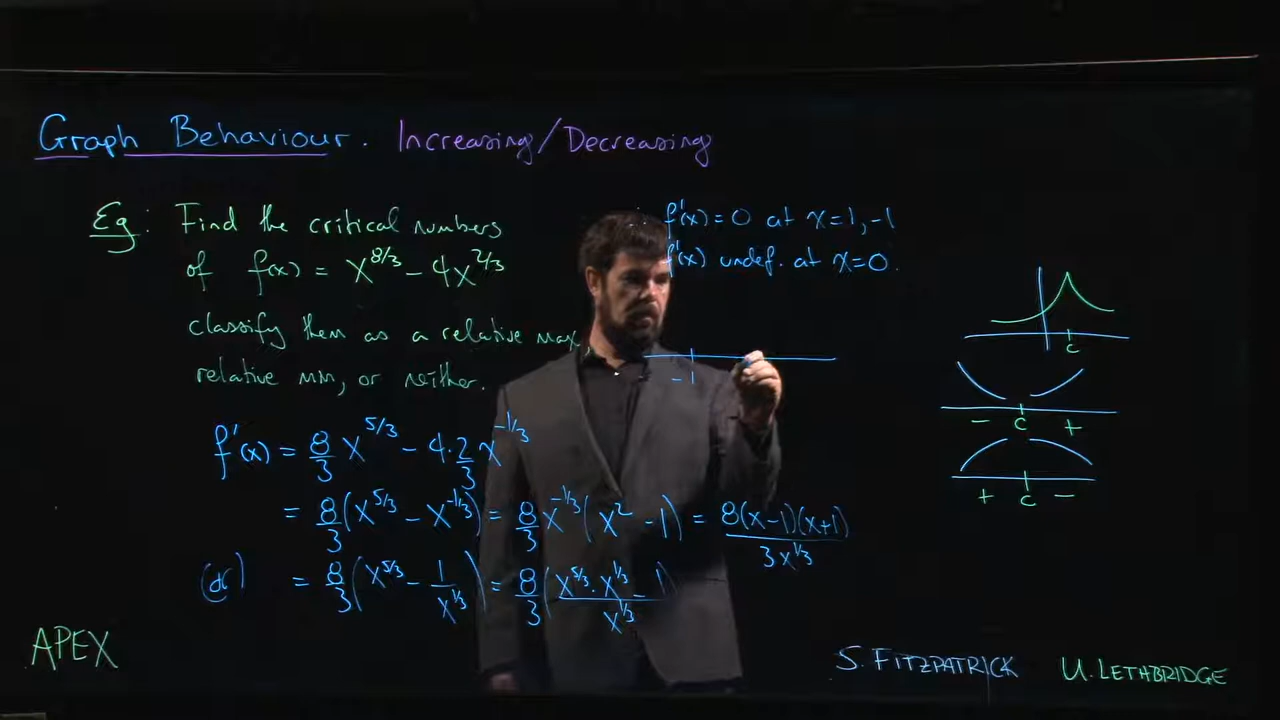 Graph Behaviour. Increasing/Decreasing
Eg: Find the critical numbers
of f(x) = x^{8/3} - 4x^{2/3}
classify them as a relative max,
relative min, or neither.
f'(x) = 8/3 x^{5/3} - 4·2/3 x^{-1/3}
= 8/3 (x^{5/3} - x^{-1/3}) = 8/3 x^{-1/3} (x^2 - 1) = 8(x-1)(x+1)/3x^{1/3}
(or) = 8/3 (x^{5/3} - 1/x^{1/3}) = 8/3 (x^{5/3}·x^{1/3} - 1 / x^{1/3})
∴ f'(x) = 0 at x = 1, -1
f'(x) undef. at x = 0.
-1
c
- c +
+ c -
APEX
S. FITZPATRICK U. LETHBRIDGE